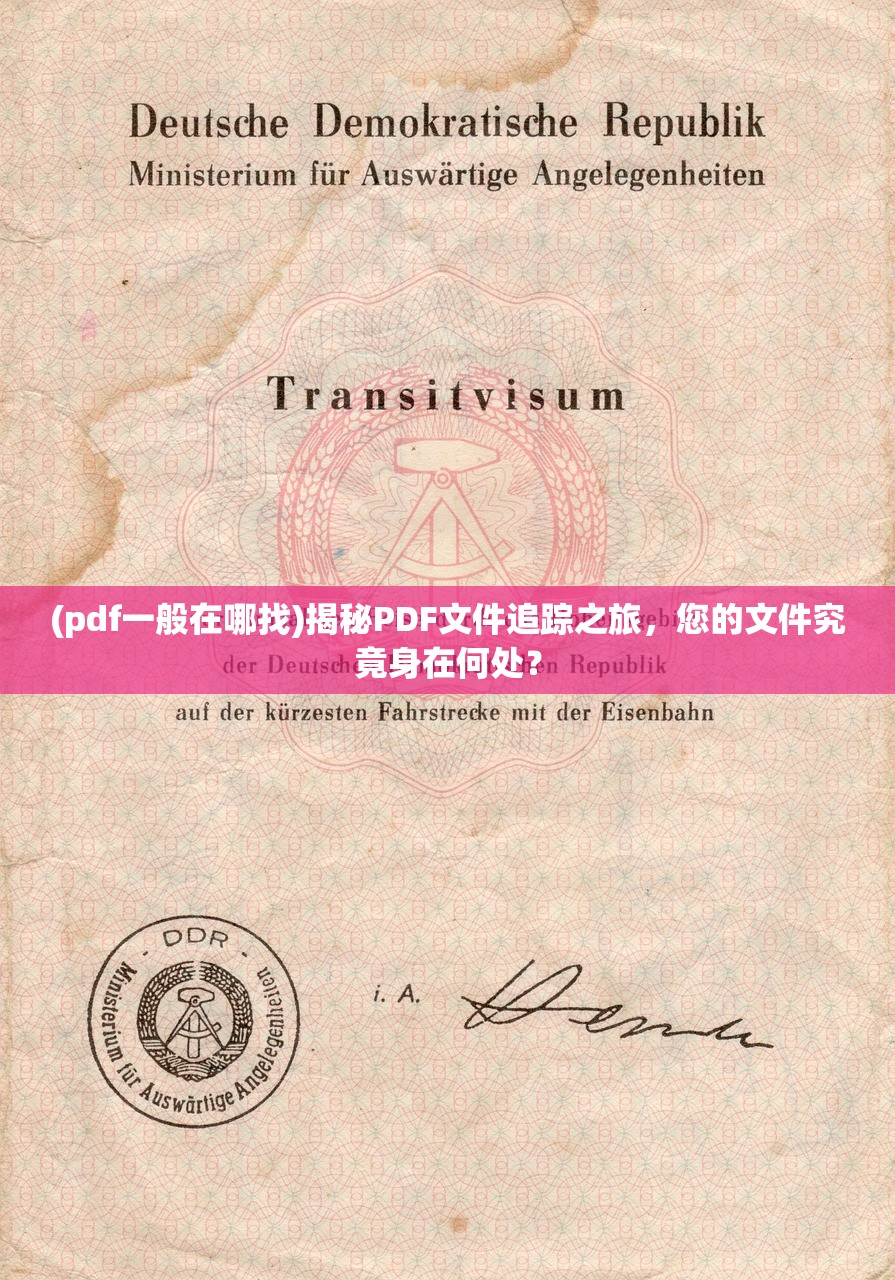 Deutsche Demokratische Republik
Ministerium für Auswärtige Angelegenheiten
Transitvisum
(pdf一般在哪找)揭秘PDF文件追踪之旅，您的文件究
竟身在何处?
der Deutschen Republik
auf der kürzesten Fahrstrecke mit der Eisenbahn
DDR
Ministerium für Auswärtige Angelegenheiten
i. A.